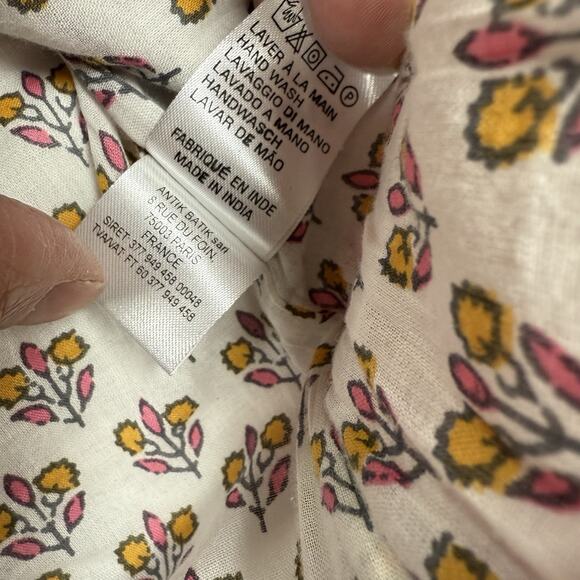 LAVER À LA MAIN
HAND WASH
LAVAGGIO DI MANO
LAVADO A MANO
HANDWASCH
LAVAR DE MÃO
FABRIQUÉ EN INDE
MADE IN INDIA
ANTIK BATIK sarl
6 RUE DU FOIN
75003 PARIS
FRANCE
SIRET: 377 949 458 00048
TVA/VAT: FT 60 377 949 458